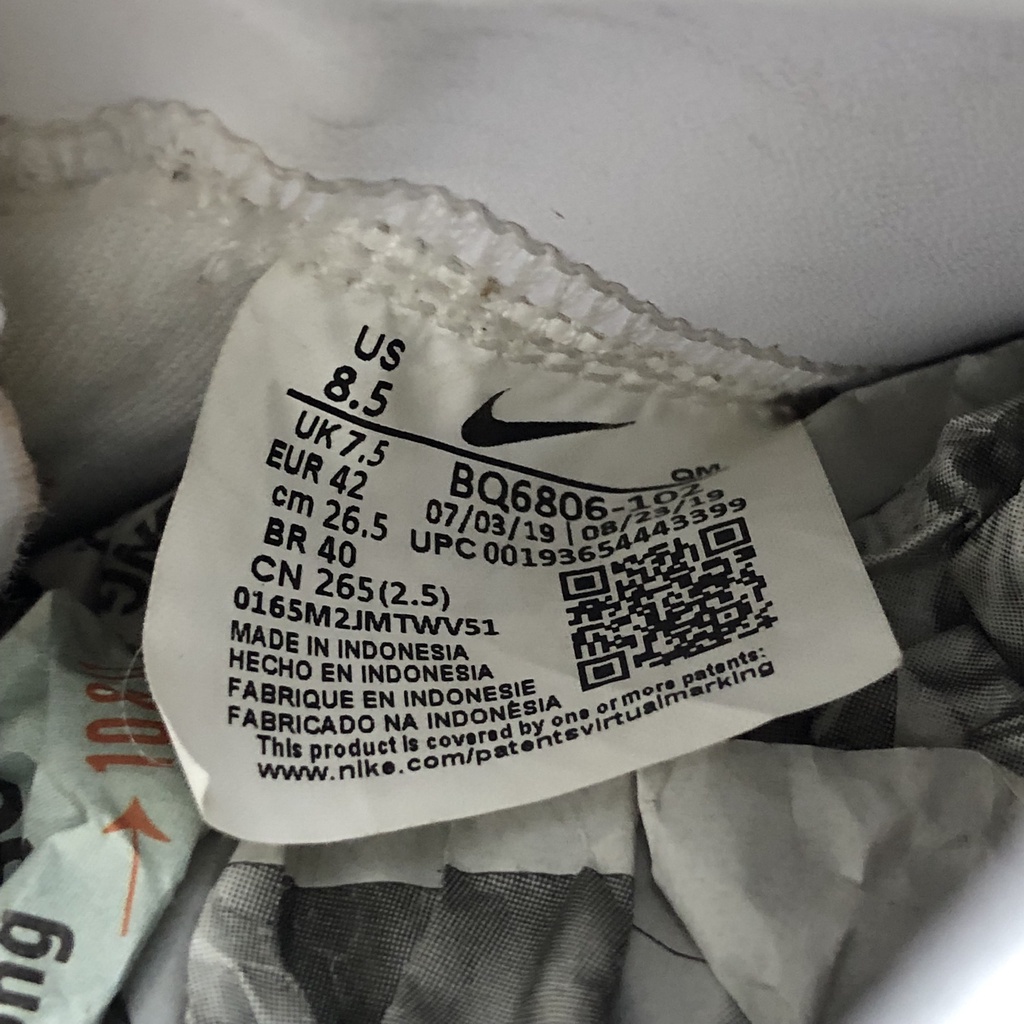 US
8.5
UK 7.5
EUR 42
cm 26.5
BR 40
CN 265(2.5)
0165M2JMTWV51
QM
BQ6806-102
07/03/19 | 08/23/19
UPC 00193654443399
MADE IN INDONESIA
HECHO EN INDONESIA
FABRIQUE EN INDONESIE
FABRICADO NA INDONÉSIA
This product is covered by one or more patents:
www.nike.com/patentsvirtualmarking